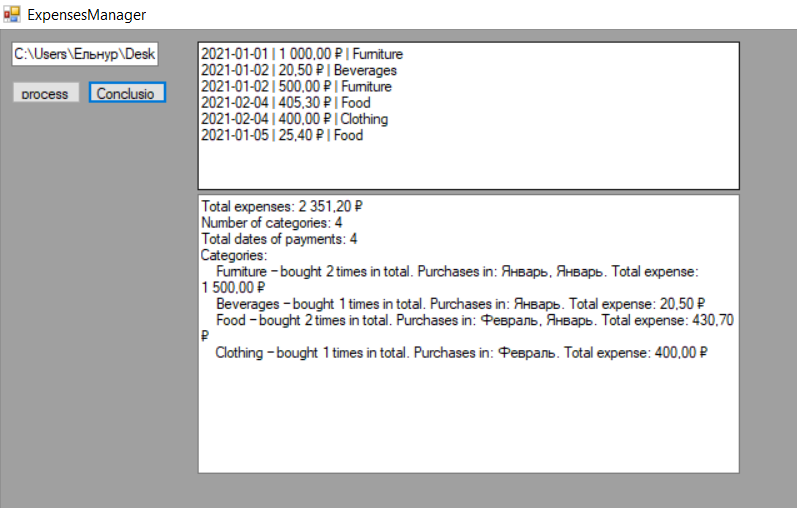 ExpensesManager
C:\Users\Ельнур\Desk
process
Conclusio
2021-01-01 | 1 000,00 ₽ | Furniture
2021-01-02 | 20,50 ₽ | Beverages
2021-01-02 | 500,00 ₽ | Furniture
2021-02-04 | 405,30 ₽ | Food
2021-02-04 | 400,00 ₽ | Clothing
2021-01-05 | 25,40 ₽ | Food
Total expenses: 2 351,20 ₽
Number of categories: 4
Total dates of payments: 4
Categories:
Furniture – bought 2 times in total. Purchases in: Январь, Январь. Total expense:
1 500,00 ₽
Beverages – bought 1 times in total. Purchases in: Январь. Total expense: 20,50 ₽
Food – bought 2 times in total. Purchases in: Февраль, Январь. Total expense: 430,70
₽
Clothing – bought 1 times in total. Purchases in: Февраль. Total expense: 400,00 ₽